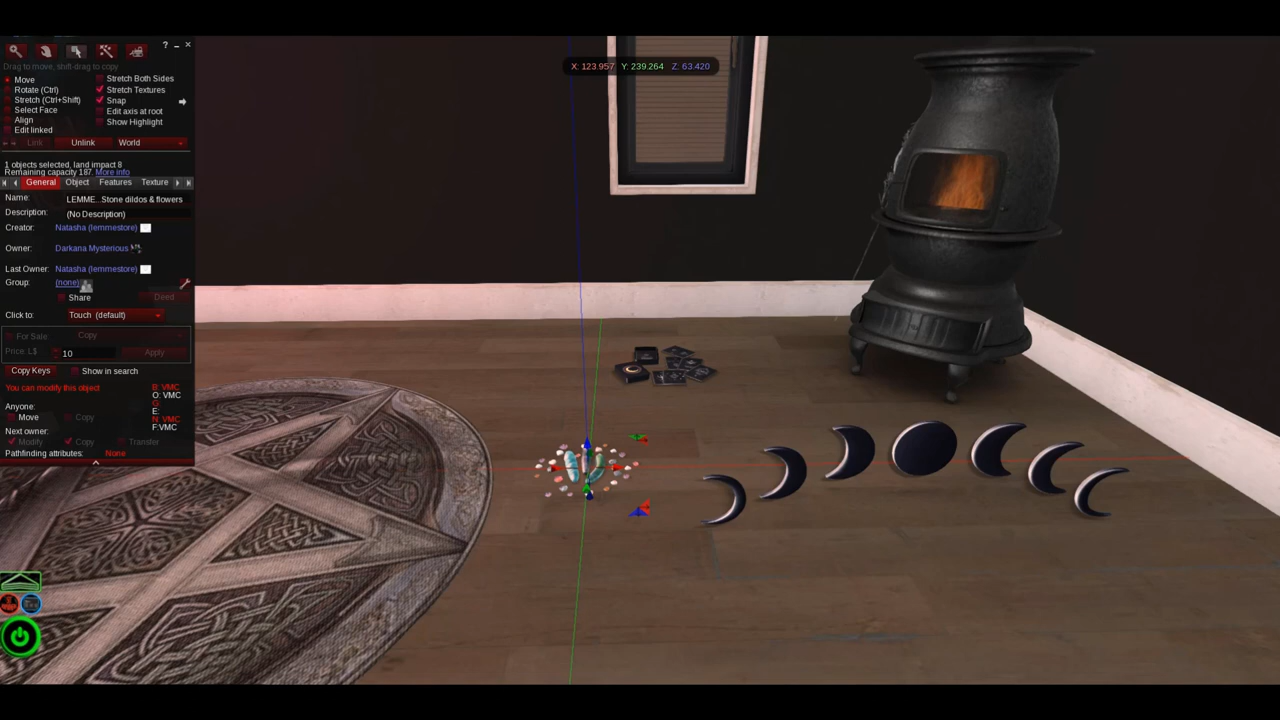 ? _ ×
Drag to move, shift-drag to copy
Move
Rotate (Ctrl)
Stretch (Ctrl+Shift)
Select Face
Align
Edit linked
Stretch Both Sides
Stretch Textures
Snap
Edit axis at root
Show Highlight
Link Unlink World
1 objects selected, land impact 8
Remaining capacity 187. More info
General Object Features Texture
Name: LEMME...Stone dildos & flowers
Description: (No Description)
Creator: Natasha (lemmestore)
Owner: Darkana Mysterious
Last Owner: Natasha (lemmestore)
Group: (none)
Share Deed
Click to: Touch (default)
For Sale: Copy
Price: L$ 10 Apply
Copy Keys Show in search
You can modify this object
B: VMC
O: VMC
G:
E:
N: VMC
F:VMC
Anyone:
Move Copy
Next owner:
Modify Copy Transfer
Pathfinding attributes: None
X: 123.957 Y: 239.264 Z: 63.420